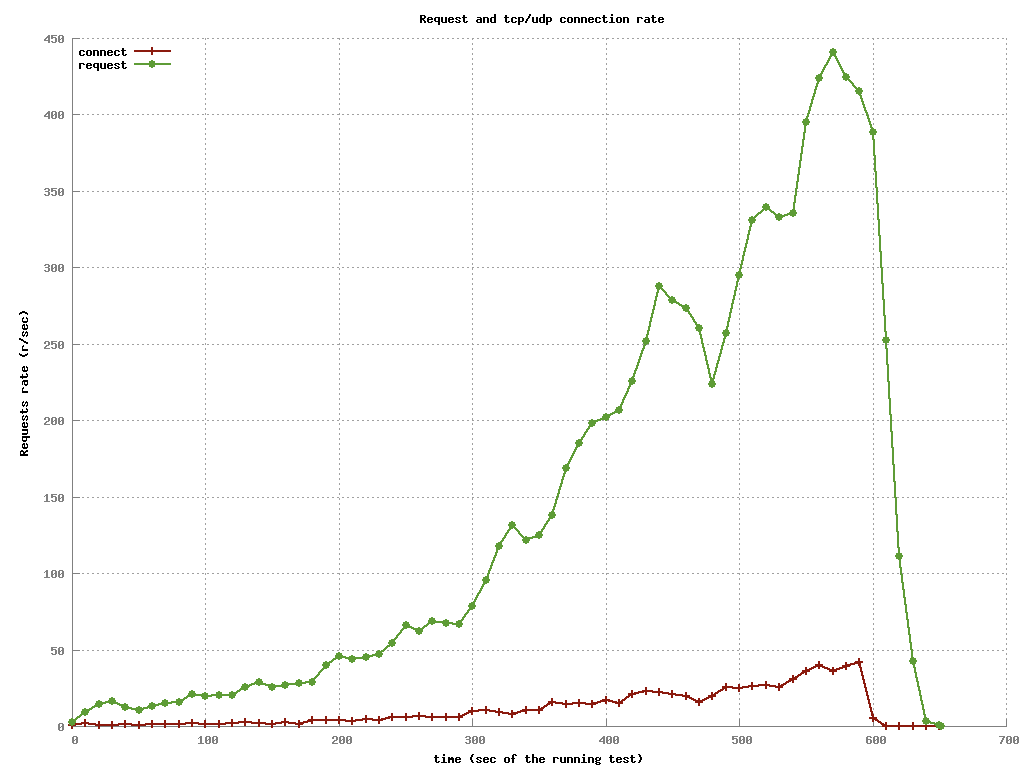 Request and tcp/udp connection rate
450
connect
request
400
350
300
250
200
150
100
50
0
Requests rate (r/sec)
0 100 200 300 400 500 600 700
time (sec of the running test)